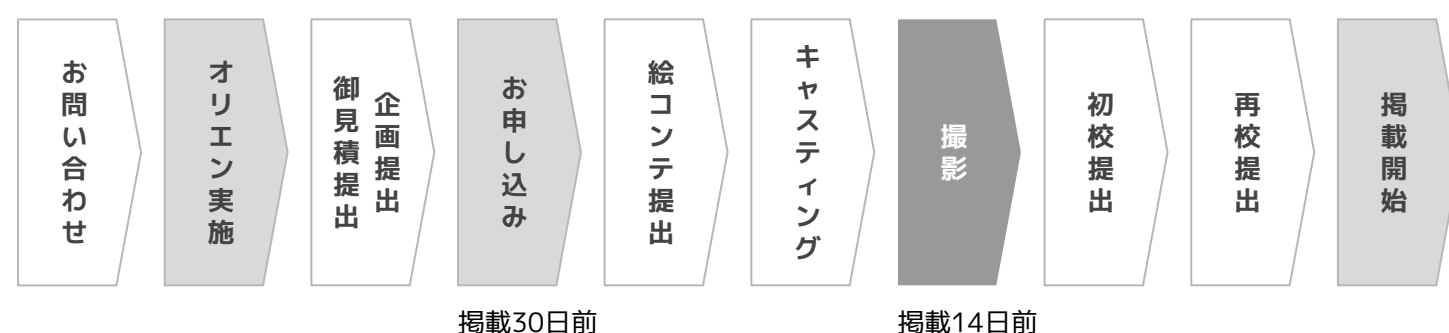 お問い合わせ
オリエン実施
企画提出
御見積提出
お申し込み
絵コンテ提出
キャスティング
撮影
初校提出
再校提出
掲載開始
掲載30日前
掲載14日前